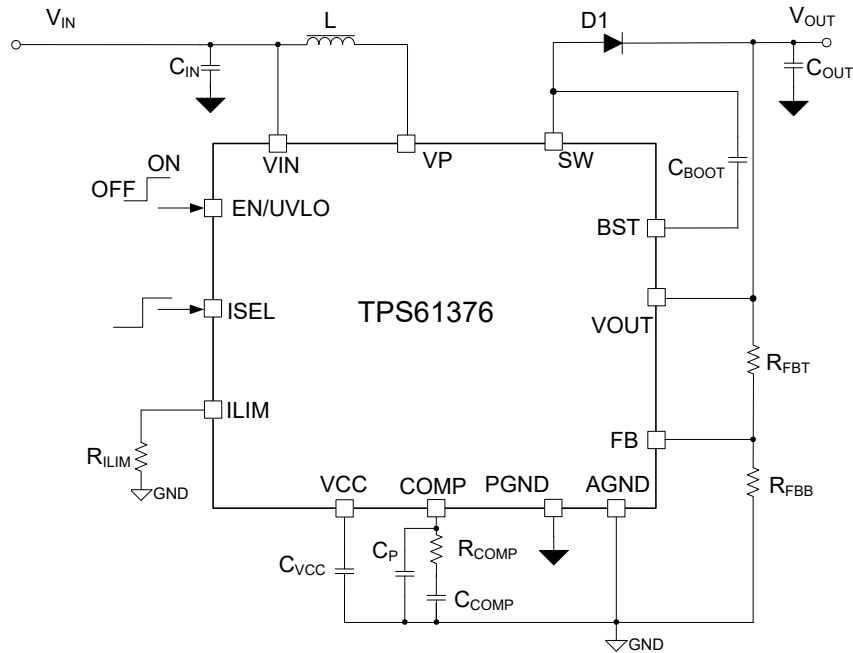 VIN
L
D1
VOUT
CIN
COUT
VIN
VP
SW
CBOOT
ON
OFF
EN/UVLO
BST
ISEL
TPS61376
VOUT
RFBT
ILIM
FB
RILIM
GND
VCC
COMP
PGND
AGND
RFBB
CVCC
CP
RCOMP
CCOMP
GND